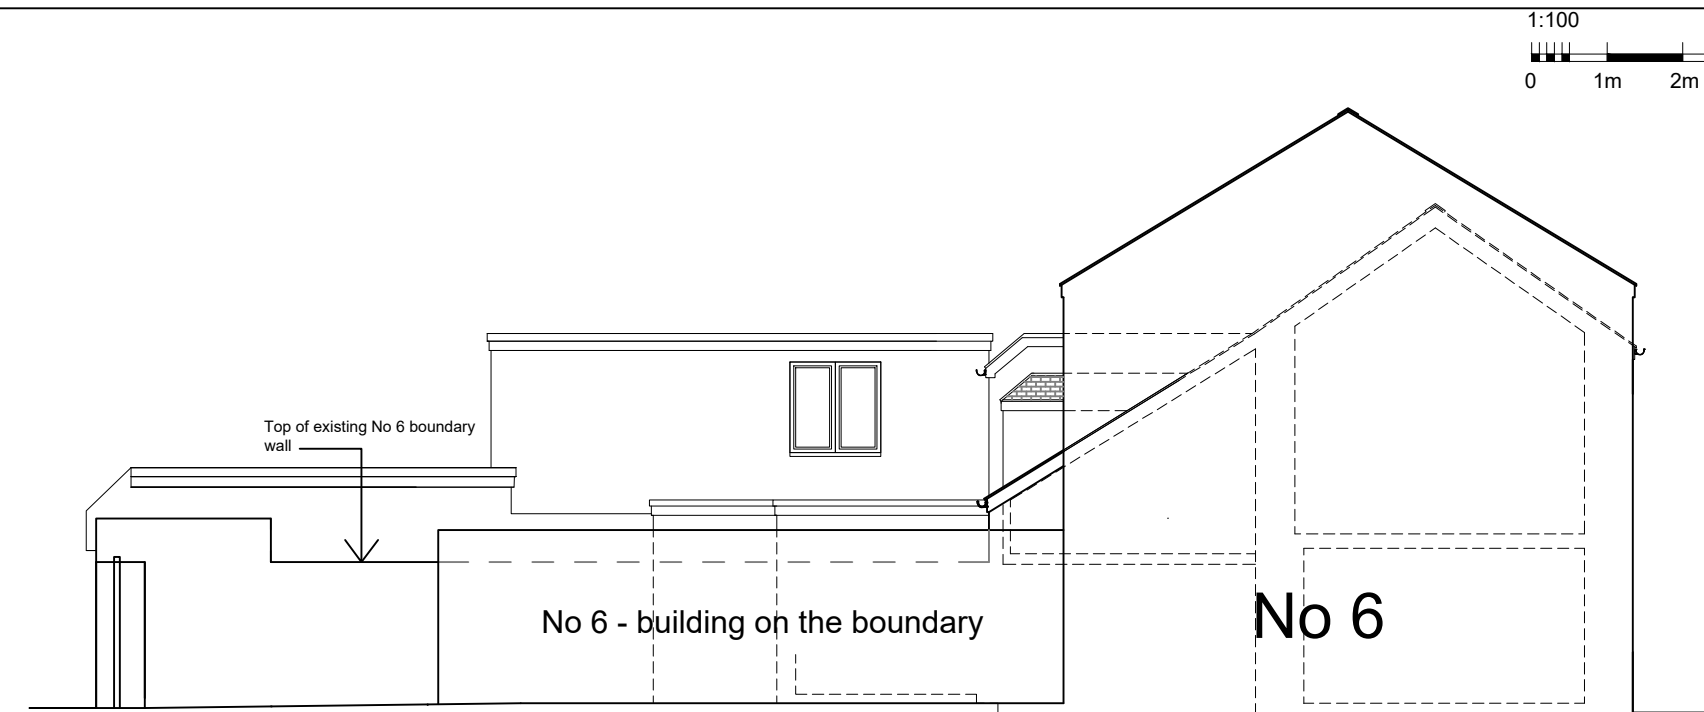 1:100
0 1m 2m
Top of existing No 6 boundary
wall
No 6 - building on the boundary
No 6